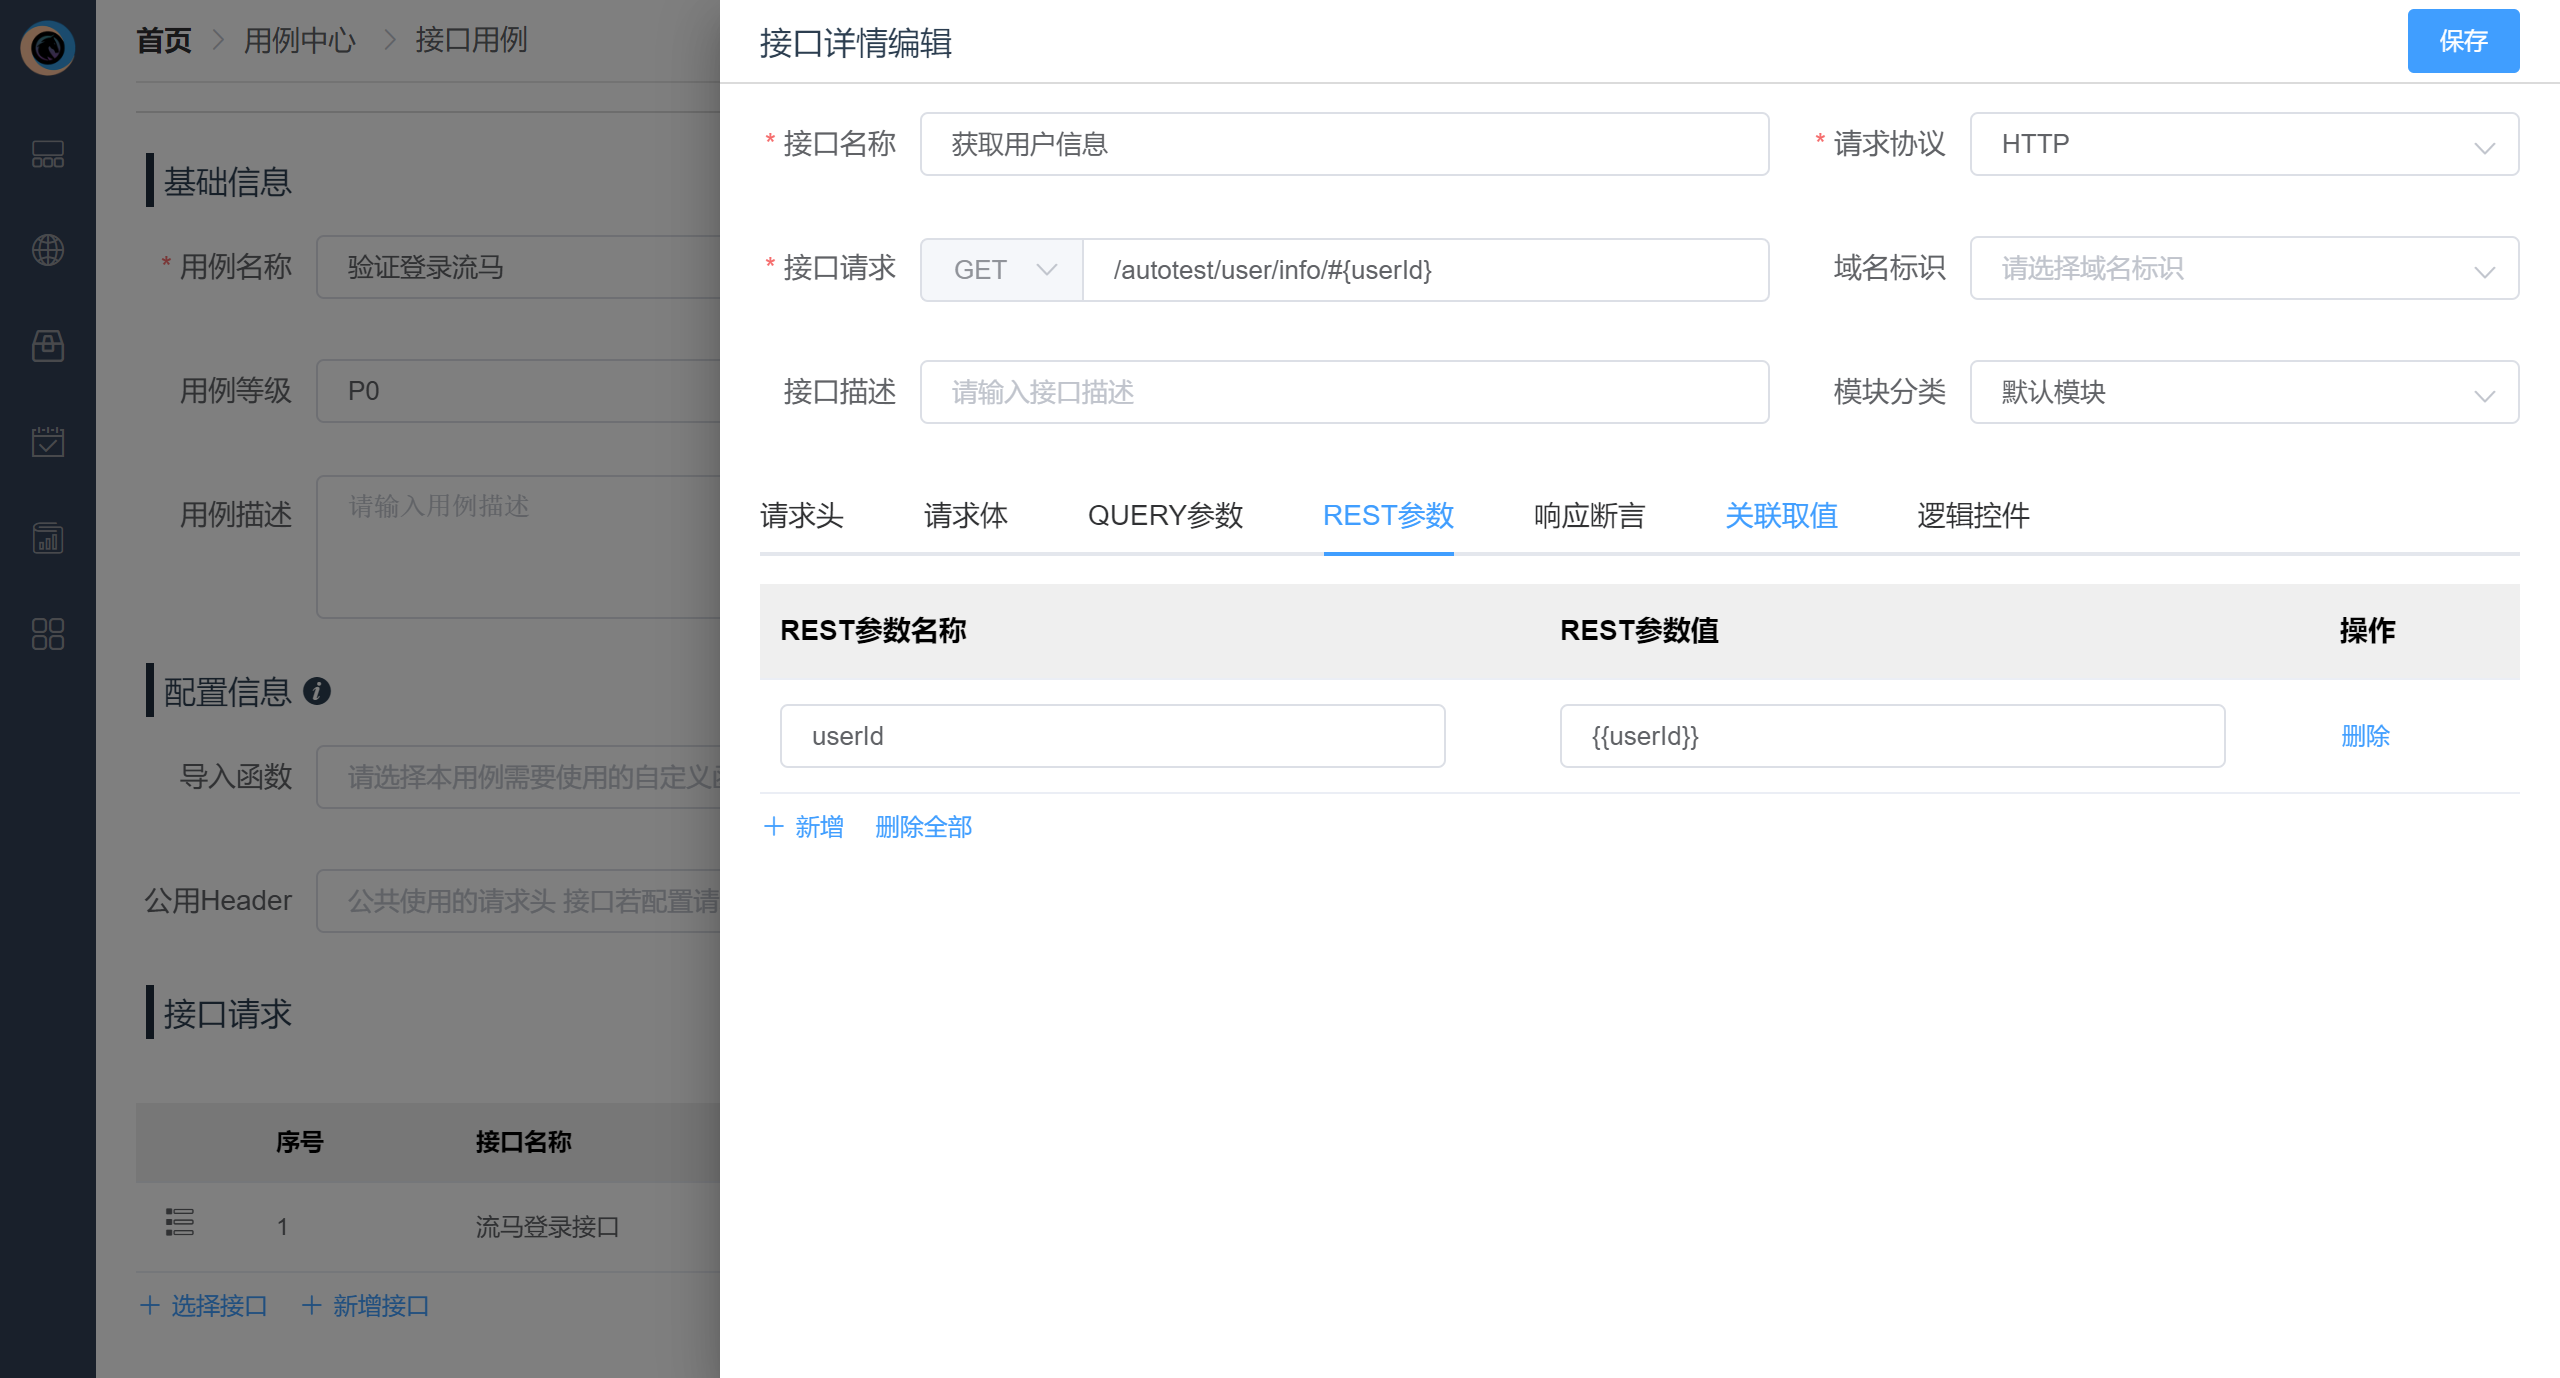 首页 > 用例中心 > 接口用例
基础信息
* 用例名称 验证登录流马
用例等级 P0
用例描述 请输入用例描述
配置信息
导入函数 请选择本用例需要使用的自定义
公用Header 公共使用的请求头 接口若配置请
接口请求
序号 接口名称
1 流马登录接口
+ 选择接口 + 新增接口
接口详情编辑 保存
* 接口名称 获取用户信息 * 请求协议 HTTP
* 接口请求 GET /autotest/user/info/#{userId} 域名标识 请选择域名标识
接口描述 请输入接口描述 模块分类 默认模块
请求头 请求体 QUERY参数 REST参数 响应断言 关联取值 逻辑控件
REST参数名称 REST参数值 操作
userId {{userId}} 删除
+ 新增 删除全部